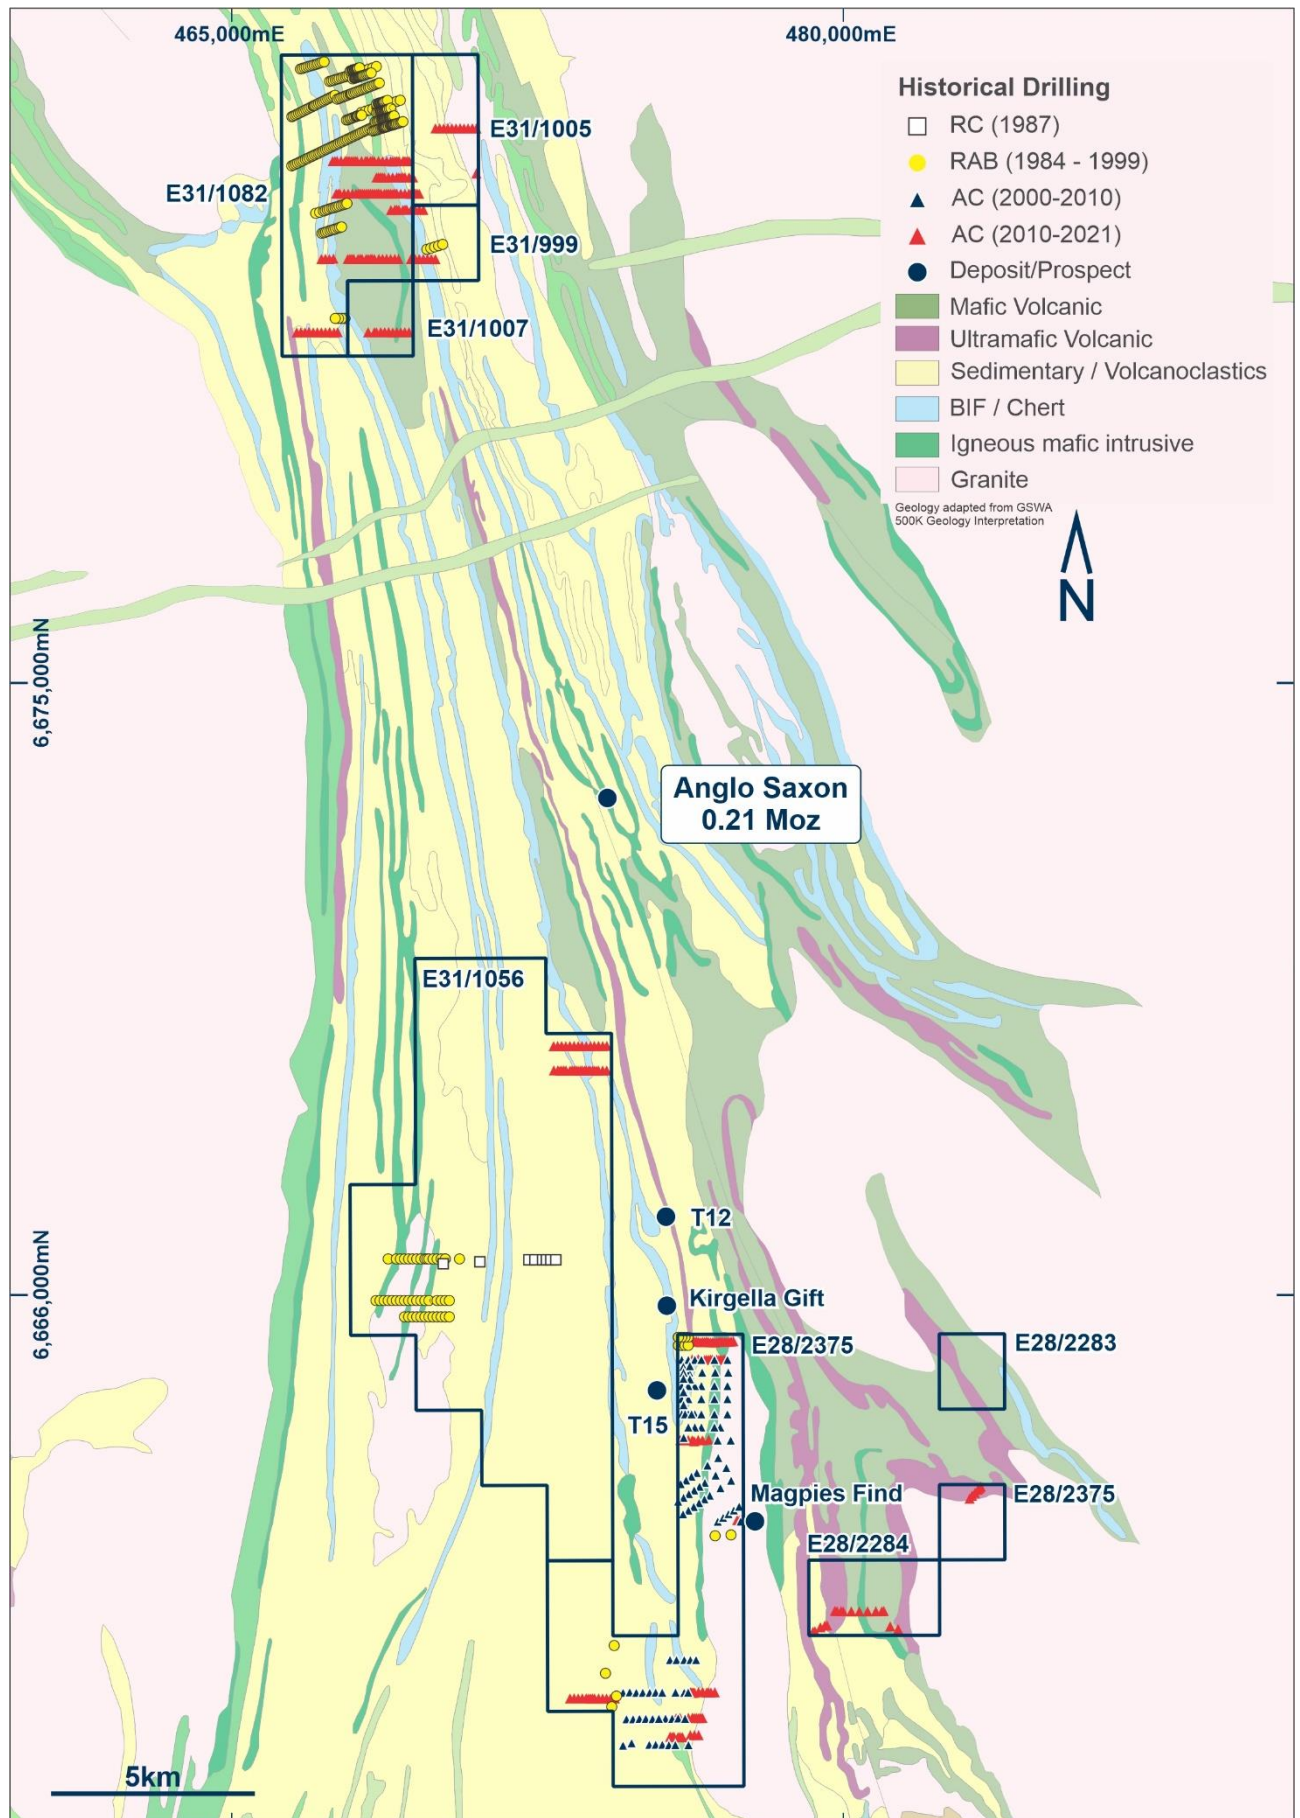 465,000mE
480,000mE
Historical Drilling
RC (1987)
RAB (1984 - 1999)
AC (2000-2010)
AC (2010-2021)
Deposit/Prospect
Mafic Volcanic
Ultramafic Volcanic
Sedimentary / Volcanoclastics
BIF / Chert
Igneous mafic intrusive
Granite
Geology adapted from GSWA
500K Geology Interpretation
N
E31/1005
E31/1082
E31/999
E31/1007
6,675,000mN
Anglo Saxon
0.21 Moz
E31/1056
T12
6,666,000mN
Kirgella Gift
E28/2375
E28/2283
T15
Magpies Find
E28/2375
E28/2284
5km